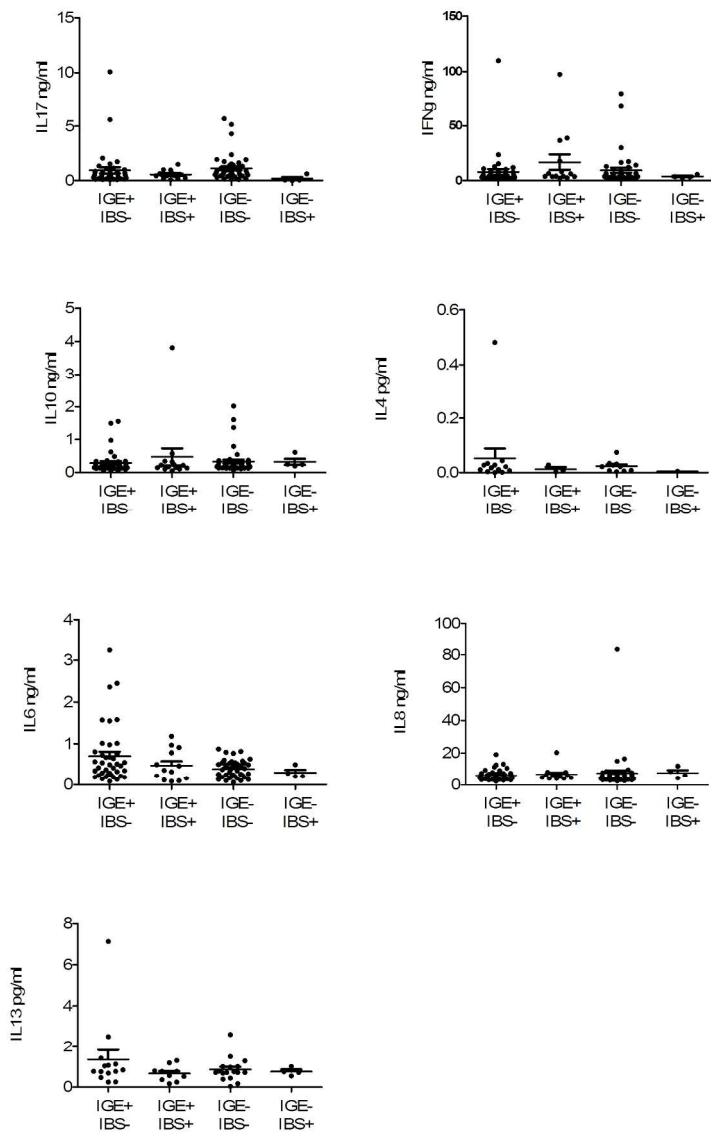 IL17 ng/ml
15
10
5
0
IGE+ IGE+ IGE- IGE-
IBS- IBS+ IBS- IBS+
IFNg ng/ml
150
100
50
0
IGE+ IGE+ IGE- IGE-
IBS- IBS+ IBS- IBS+
IL10 ng/ml
5
4
3
2
1
0
IGE+ IGE+ IGE- IGE-
IBS- IBS+ IBS- IBS+
IL4 pg/ml
0.6
0.4
0.2
0.0
IGE+ IGE+ IGE- IGE-
IBS- IBS+ IBS- IBS+
IL6 ng/ml
4
3
2
1
0
IGE+ IGE+ IGE- IGE-
IBS- IBS+ IBS- IBS+
IL8 ng/ml
100
80
60
40
20
0
IGE+ IGE+ IGE- IGE-
IBS- IBS+ IBS- IBS+
IL13 pg/ml
8
6
4
2
0
IGE+ IGE+ IGE- IGE-
IBS- IBS+ IBS- IBS+